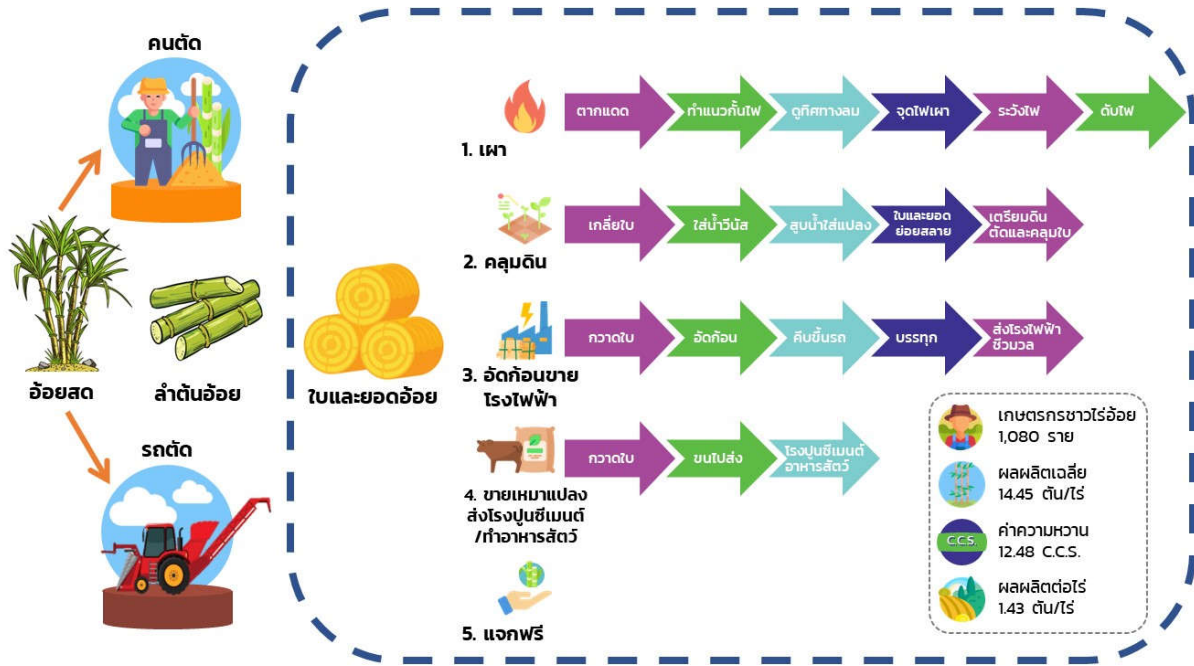 คนตัด
อ้อยสด
ลำต้นอ้อย
รถตัด
ใบและยอดอ้อย
1. เผา
ตากแดด
ทำแนวกั้นไฟ
ดูทิศทางลม
จุดไฟเผา
ระวังไฟ
ดับไฟ
2. คลุมดิน
เกลี่ยใบ
ใส่น้ำวีนัส
สูบน้ำใส่แปลง
ใบและยอด
ย่อยสลาย
เตรียมดิน
ตัดและคลุมใบ
3. อัดก้อนขาย
โรงไฟฟ้า
กวาดใบ
อัดก้อน
คีบขึ้นรถ
บรรทุก
ส่งโรงไฟฟ้า
ชีวมวล
4. ขายเหมาแปลง
ส่งโรงปูนซีเมนต์
/ทำอาหารสัตว์
กวาดใบ
ขนไปส่ง
โรงปูนซีเมนต์
อาหารสัตว์
5. แจกฟรี
เกษตรกรชาวไร่อ้อย
1,080 ราย
ผลผลิตเฉลี่ย
14.45 ตัน/ไร่
C.C.S.
ค่าความหวาน
12.48 C.C.S.
ผลผลิตต่อไร่
1.43 ตัน/ไร่